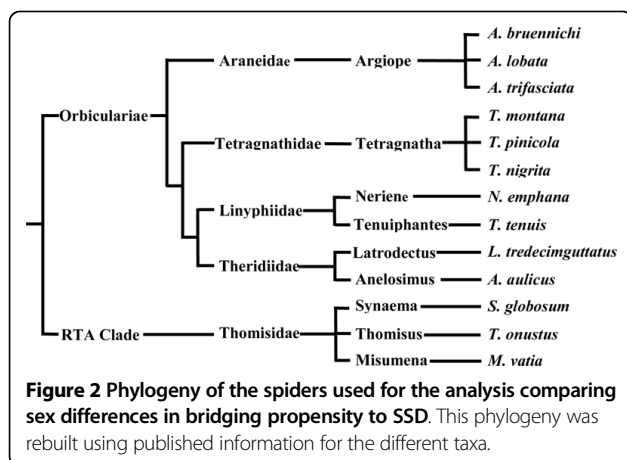 A. bruennichi
Araneidae Argiope A. lobata
A. trifasciata
Orbiculariae T. montana
Tetragnathidae Tetragnatha T. pinicola
T. nigrita
Neriene N. emphana
Linyphiidae
Tenuiphantes T. tenuis
Latrodectus L. tredecimguttatus
Theridiidae
Anelosimus A. aulicus
Synaema S. globosum
RTA Clade Thomisidae Thomisus T. onustus
Misumena M. vatia
Figure 2 Phylogeny of the spiders used for the analysis comparing
sex differences in bridging propensity to SSD. This phylogeny was
rebuilt using published information for the different taxa.